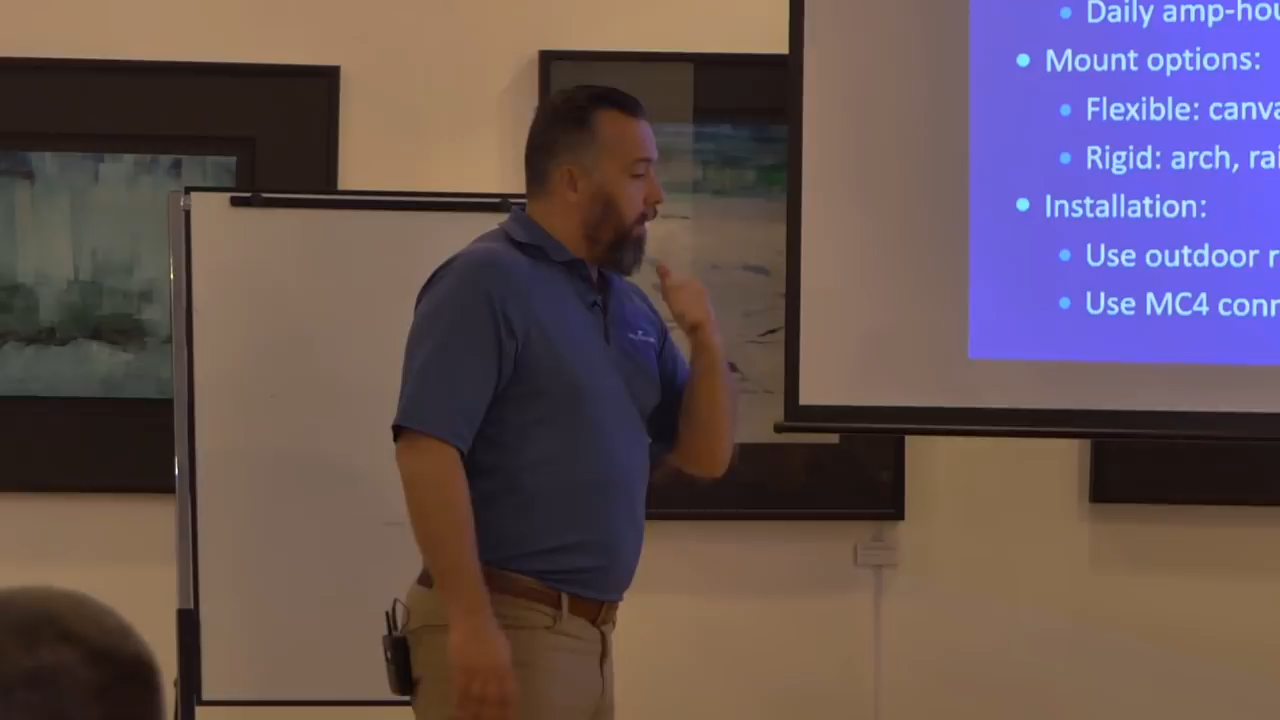 Daily amp-hou
Mount options:
Flexible: canva
Rigid: arch, rai
Installation:
Use outdoor r
Use MC4 conn